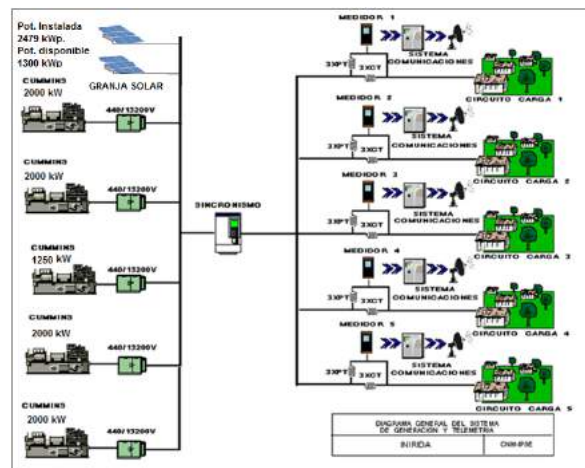 Pot. Instalada
2479 kWp.
Pot. disponible
1300 kWp
GRANJA SOLAR
CUMMINS
2000 kW
440/13200V
CUMMINS
2000 kW
440/13200V
CUMMINS
1250 kW
440/13200V
CUMMINS
2000 kW
440/13200V
CUMMINS
2000 kW
440/13200V
SINCRONISMO
MEDIDOR 1
SISTEMA
COMUNICACIONES
3XPT
3XCT
CIRCUITO CARGA 1
MEDIDOR 2
SISTEMA
COMUNICACIONES
3XPT
3XCT
CIRCUITO CARGA 2
MEDIDOR 3
SISTEMA
COMUNICACIONES
3XPT
3XCT
CIRCUITO CARGA 3
MEDIDOR 4
SISTEMA
COMUNICACIONES
3XPT
3XCT
CIRCUITO CARGA 4
MEDIDOR 5
SISTEMA
COMUNICACIONES
3XPT
3XCT
CIRCUITO CARGA 5
DIAGRAMA GENERAL DEL SISTEMA
DE GENERACION Y TELEMETRIA
INIRIDA